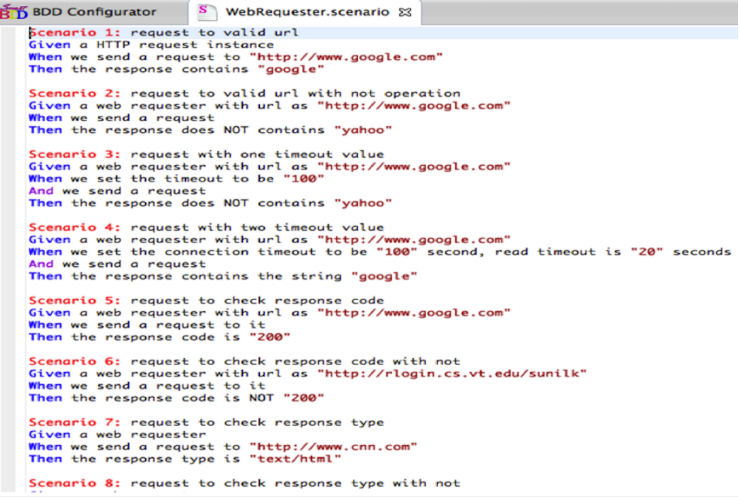 BDD BDD Configurator
S WebRequester.scenario
Scenario 1: request to valid url
Given a HTTP request instance
When we send a request to "http://www.google.com"
Then the response contains "google"
Scenario 2: request to valid url with not operation
Given a web requester with url as "http://www.google.com"
When we send a request
Then the response does NOT contains "yahoo"
Scenario 3: request with one timeout value
Given a web requester with url as "http://www.google.com"
When we set the timeout to be "100"
And we send a request
Then the response does NOT contains "yahoo"
Scenario 4: request with two timeout value
Given a web requester with url as "http://www.google.com"
When we set the connection timeout to be "100" second, read timeout is "20" seconds
And we send a request
Then the response contains the string "google"
Scenario 5: request to check response code
Given a web requester with url as "http://www.google.com"
When we send a request to it
Then the response code is "200"
Scenario 6: request to check response code with not
Given a web requester with url as "http://rlogin.cs.vt.edu/sunilk"
When we send a request to it
Then the response code is NOT "200"
Scenario 7: request to check response type
Given a web requester
When we send a request to "http://www.cnn.com"
Then the response type is "text/html"
Scenario 8: request to check response type with not